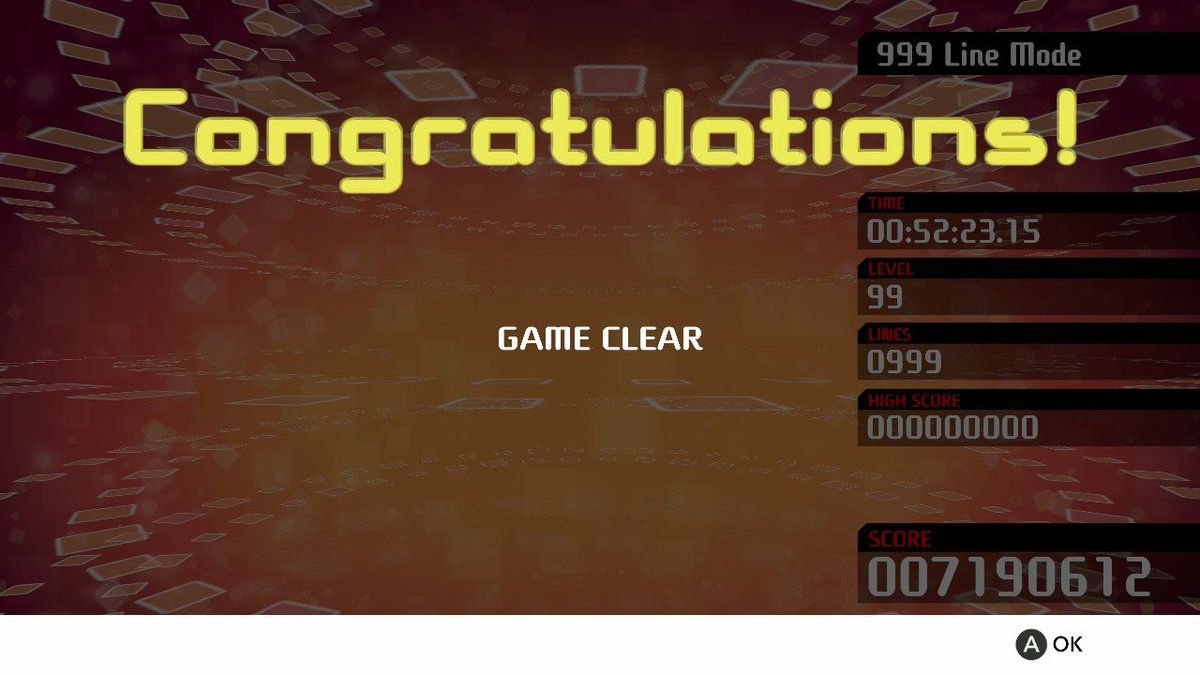 999 Line Mode
Congratulations!
TIME
00:52:23.15
LEVEL
99
GAME CLEAR
LINES
0999
HIGH SCORE
000000000
SCORE
007190612
A OK